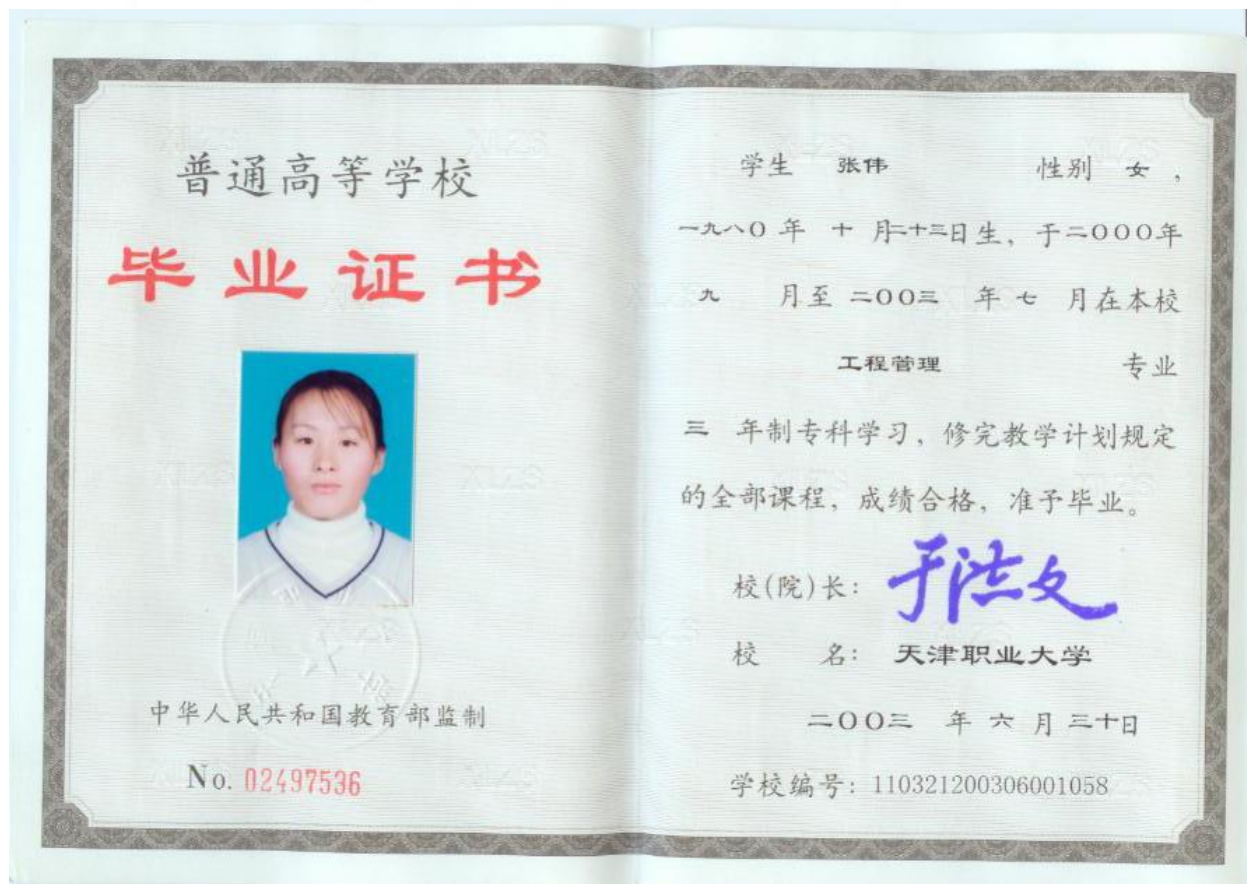 普通高等学校
毕业证书
中华人民共和国教育部监制
No. 02497536
学生 张伟 性别 女,
一九八〇年 十 月二十三日生, 于二〇〇〇年
九 月至 二〇〇三 年 七 月在本校
工程管理 专业
三 年制专科学习, 修完教学计划规定
的全部课程, 成绩合格, 准予毕业。
校(院)长: 于洪文
校 名: 天津职业大学
二〇〇三 年 六 月 三十日
学校编号: 110321200306001058